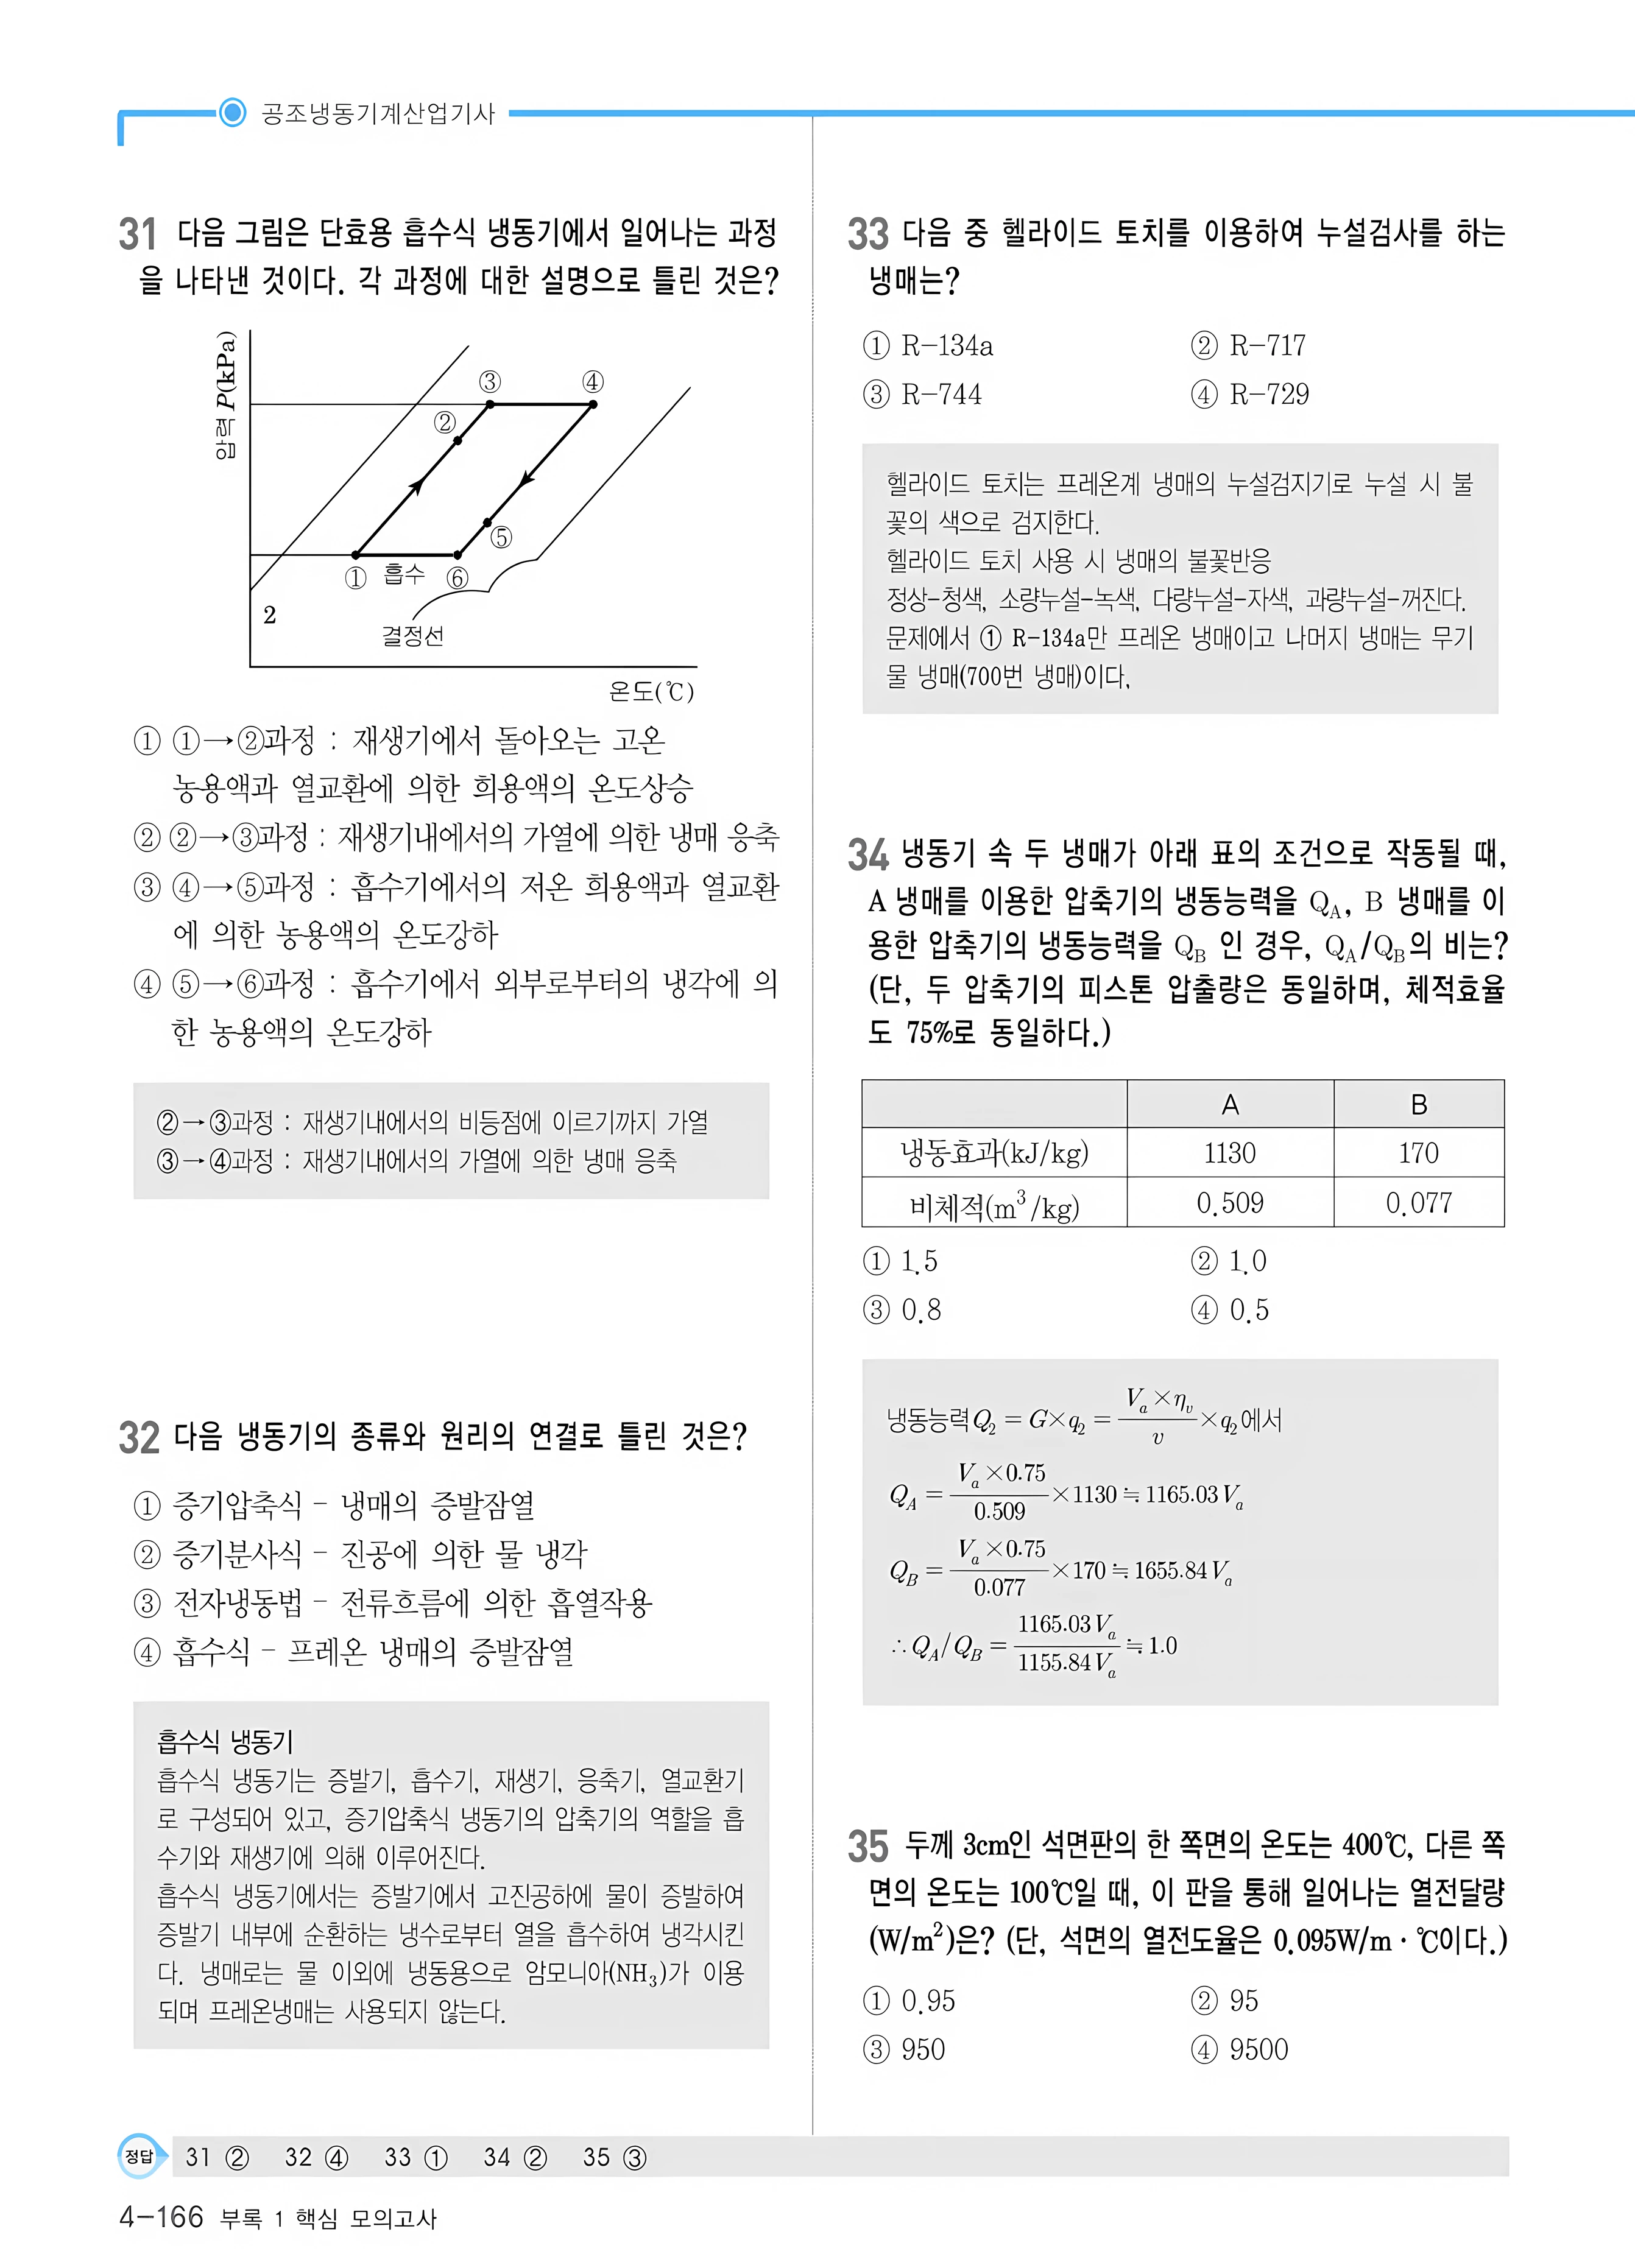 공조냉동기계산업기사
31 다음 그림은 단효용 흡수식 냉동기에서 일어나는 과정
을 나타낸 것이다. 각 과정에 대한 설명으로 틀린 것은?
압력 P(kPa)
③ ④
②
⑤
① 흡수 ⑥
2
결정선
온도(℃)
① ①→②과정 : 재생기에서 돌아오는 고온
농용액과 열교환에 의한 희용액의 온도상승
② ②→③과정 : 재생기내에서의 가열에 의한 냉매 응축
③ ④→⑤과정 : 흡수기에서의 저온 희용액과 열교환
에 의한 농용액의 온도강하
④ ⑤→⑥과정 : 흡수기에서 외부로부터의 냉각에 의
한 농용액의 온도강하
②→③과정 : 재생기내에서의 비등점에 이르기까지 가열
③→④과정 : 재생기내에서의 가열에 의한 냉매 응축
32 다음 냉동기의 종류와 원리의 연결로 틀린 것은?
① 증기압축식 - 냉매의 증발잠열
② 증기분사식 - 진공에 의한 물 냉각
③ 전자냉동법 - 전류흐름에 의한 흡열작용
④ 흡수식 - 프레온 냉매의 증발잠열
흡수식 냉동기
흡수식 냉동기는 증발기, 흡수기, 재생기, 응축기, 열교환기
로 구성되어 있고, 증기압축식 냉동기의 압축기의 역할을 흡
수기와 재생기에 의해 이루어진다.
흡수식 냉동기에서는 증발기에서 고진공하에 물이 증발하여
증발기 내부에 순환하는 냉수로부터 열을 흡수하여 냉각시킨
다. 냉매로는 물 이외에 냉동용으로 암모니아(NH₃)가 이용
되며 프레온냉매는 사용되지 않는다.
33 다음 중 헬라이드 토치를 이용하여 누설검사를 하는
냉매는?
① R-134a ② R-717
③ R-744 ④ R-729
헬라이드 토치는 프레온계 냉매의 누설검지기로 누설 시 불
꽃의 색으로 검지한다.
헬라이드 토치 사용 시 냉매의 불꽃반응
정상-청색, 소량누설-녹색, 다량누설-자색, 과량누설-꺼진다.
문제에서 ① R-134a만 프레온 냉매이고 나머지 냉매는 무기
물 냉매(700번 냉매)이다.
34 냉동기 속 두 냉매가 아래 표의 조건으로 작동될 때,
A 냉매를 이용한 압축기의 냉동능력을 Q_A, B 냉매를 이
용한 압축기의 냉동능력을 Q_B 인 경우, Q_A/Q_B의 비는?
(단, 두 압축기의 피스톤 압출량은 동일하며, 체적효율
도 75%로 동일하다.)
A B
냉동효과(kJ/kg) 1130 170
비체적(m³/kg) 0.509 0.077
① 1.5 ② 1.0
③ 0.8 ④ 0.5
냉동능력 Q₂ = G×q₂ = (V_a×η_v)/v ×q₂에서
Q_A = (V_a×0.75)/0.509 ×1130 ≒ 1165.03 V_a
Q_B = (V_a×0.75)/0.077 ×170 ≒ 1655.84 V_a
∴ Q_A/Q_B = 1165.03 V_a/1155.84 V_a ≒ 1.0
35 두께 3cm인 석면판의 한 쪽면의 온도는 400℃, 다른 쪽
면의 온도는 100℃일 때, 이 판을 통해 일어나는 열전달량
(W/m²)은? (단, 석면의 열전도율은 0.095W/m·℃이다.)
① 0.95 ② 95
③ 950 ④ 9500
정답 31 ② 32 ④ 33 ① 34 ② 35 ③
4-166 부록 1 핵심 모의고사